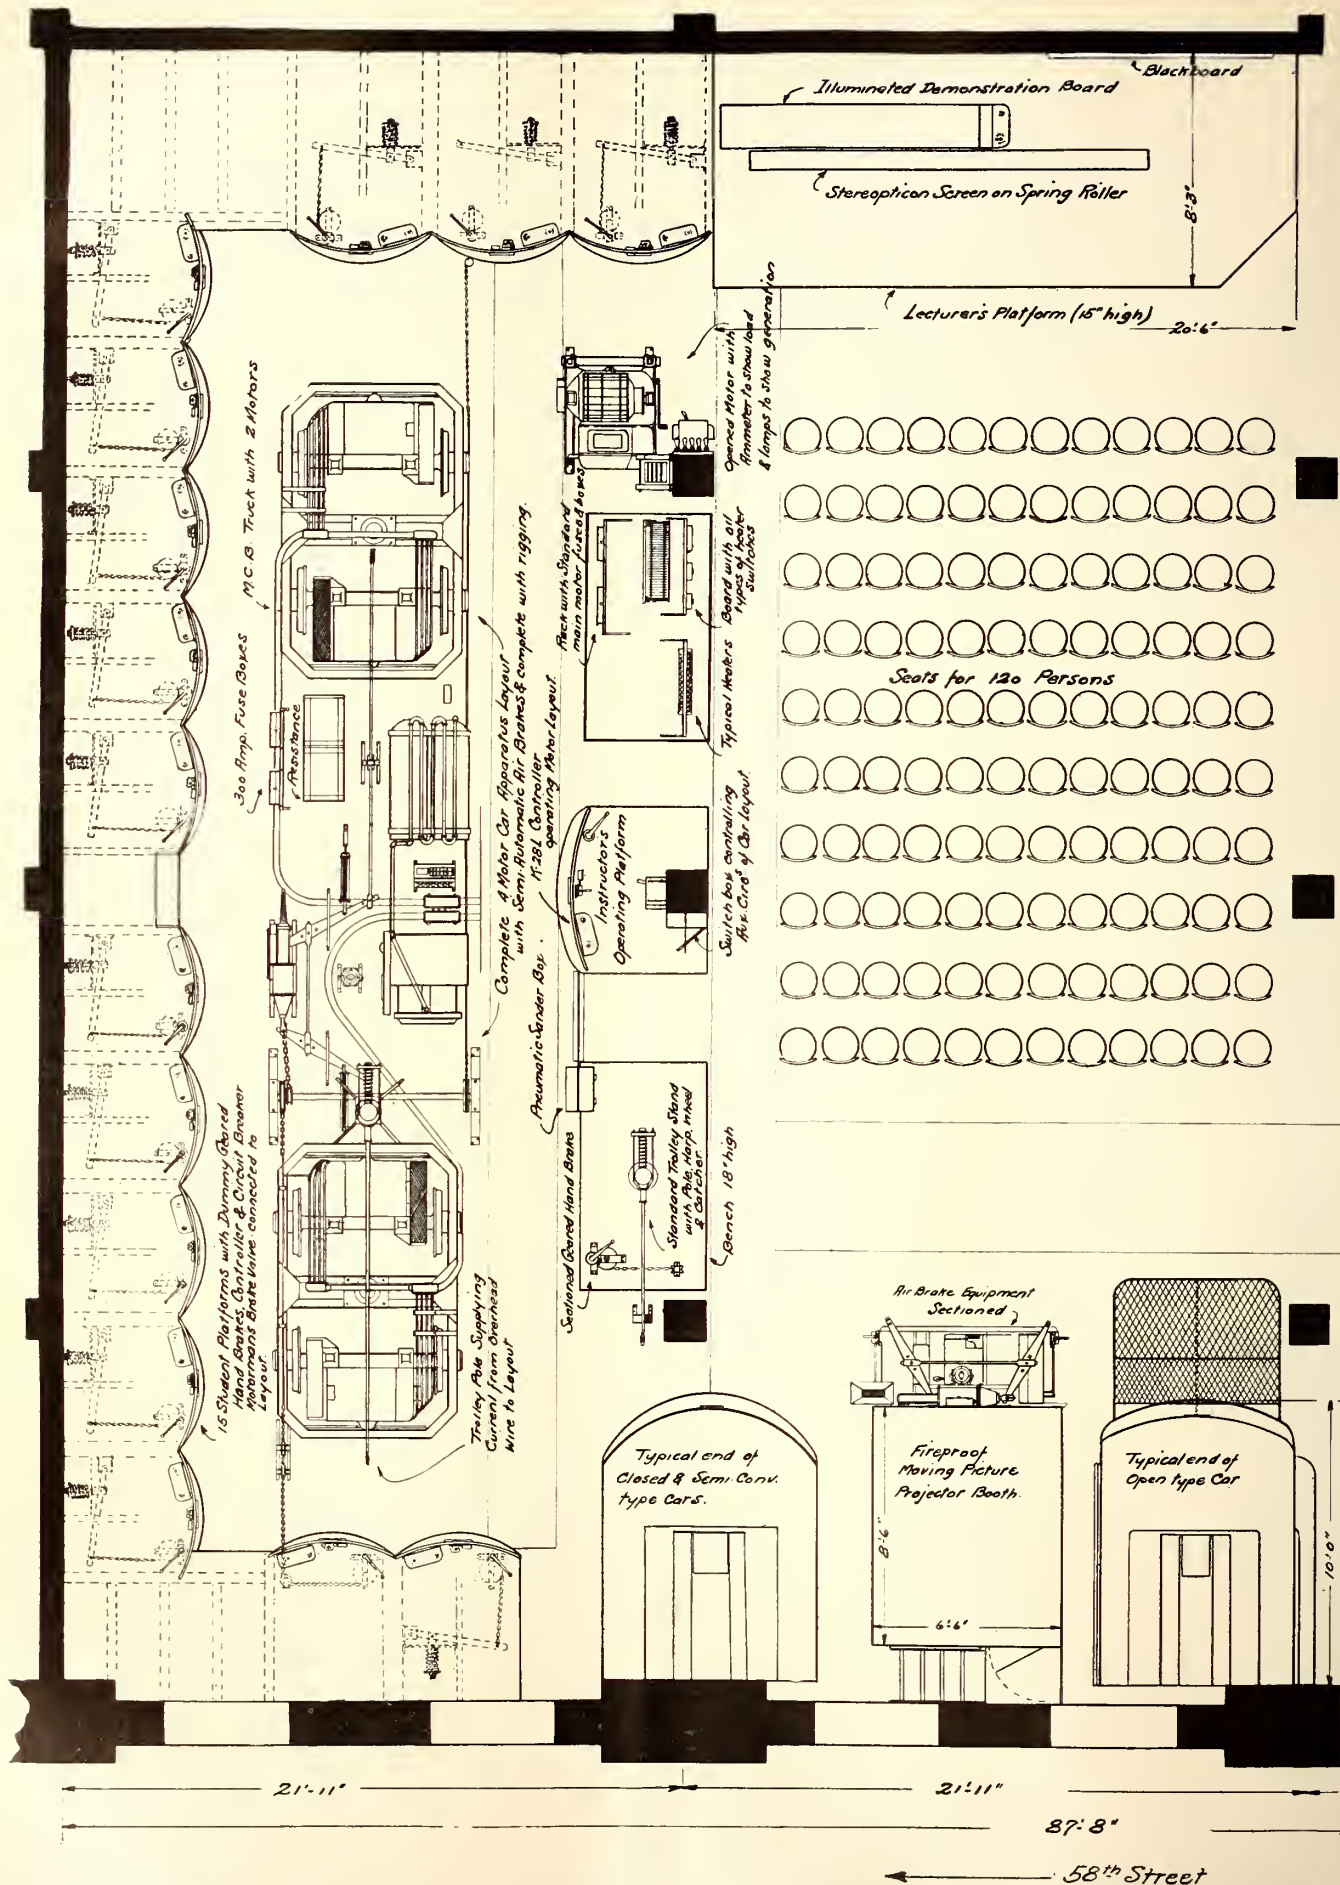 Blackboard
Illuminated Demonstration Board
Stereopticon Screen on Spring Roller
8'-3"
Lecturer's Platform (15" high)
20'-6"
Opened Motor with
Ammeter to show load
& lamps to show generation
M.C.B. Truck with 2 Motors
300 Amp. Fuse Boxes
Resistance
Complete 4 Motor Car Apparatus Layout
with Semi-Automatic Air Brakes & complete with rigging.
K-28L Controller
operating Motor Layout.
Pneumatic Sander Box.
Rack with Standard
main motor fuses & boxes
Board with all
types of heater
switches
Typical Heaters
Seats for 120 Persons
Instructor's
Operating Platform
Switch box controlling
Aux. Circ's of Car Layout.
15 Student Platforms with Dummy Geared
Hand Brakes, Controller & Circuit Breaker
Motormans Brake Valve connected to
Layout.
Sectioned Geared Hand Brake
Standard Trolley Stand
with Pole, Harp, Wheel
& Catcher.
Bench 18" high
Trolley Pole Supplying
Current from Overhead
Wire to Layout
Air Brake Equipment
Sectioned
Typical end of
Closed & Semi-Conv.
type Cars.
Fireproof
Moving Picture
Projector Booth.
8'-6"
6'-6"
Typical end of
Open type Car
10'-0"
21'-11"
21'-11"
87'-8"
58th Street